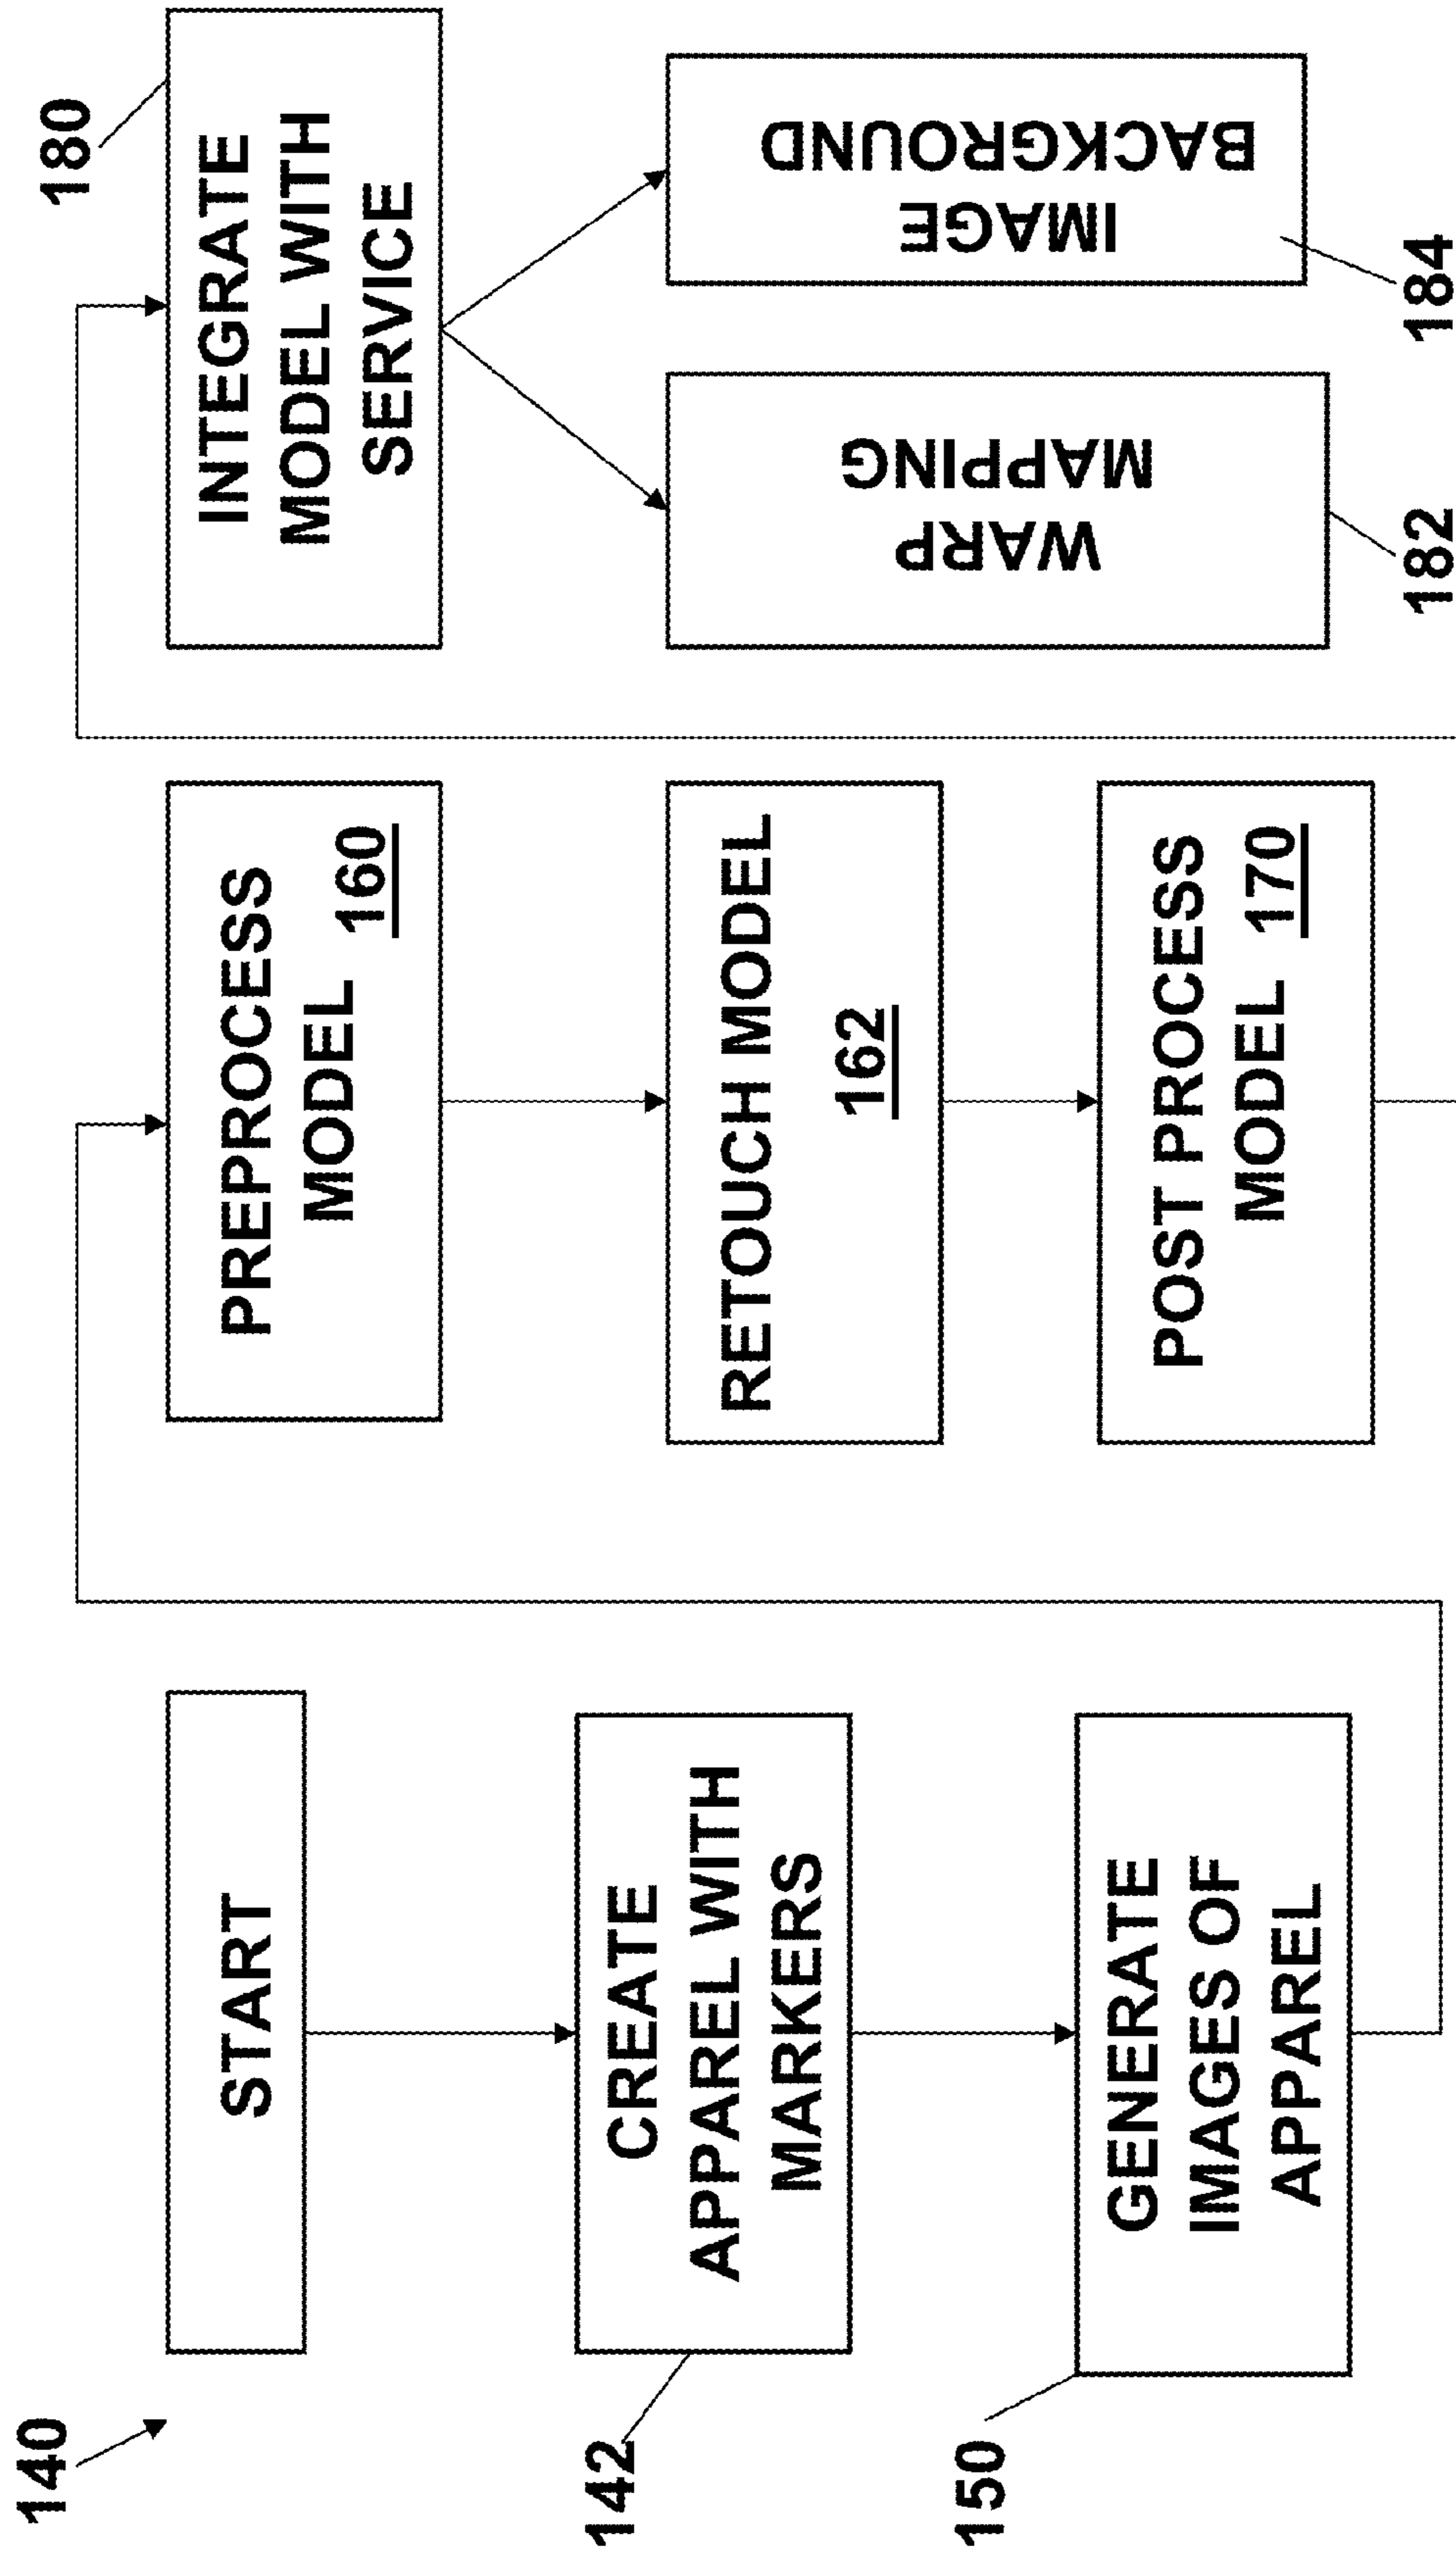 140
START
CREATE
APPAREL WITH
MARKERS
142
GENERATE
IMAGES OF
APPAREL
150
PREPROCESS
MODEL 160
RETOUCH MODEL
162
POST PROCESS
MODEL 170
180
INTEGRATE
MODEL WITH
SERVICE
WARP
MAPPING
182
IMAGE
BACKGROUND
184